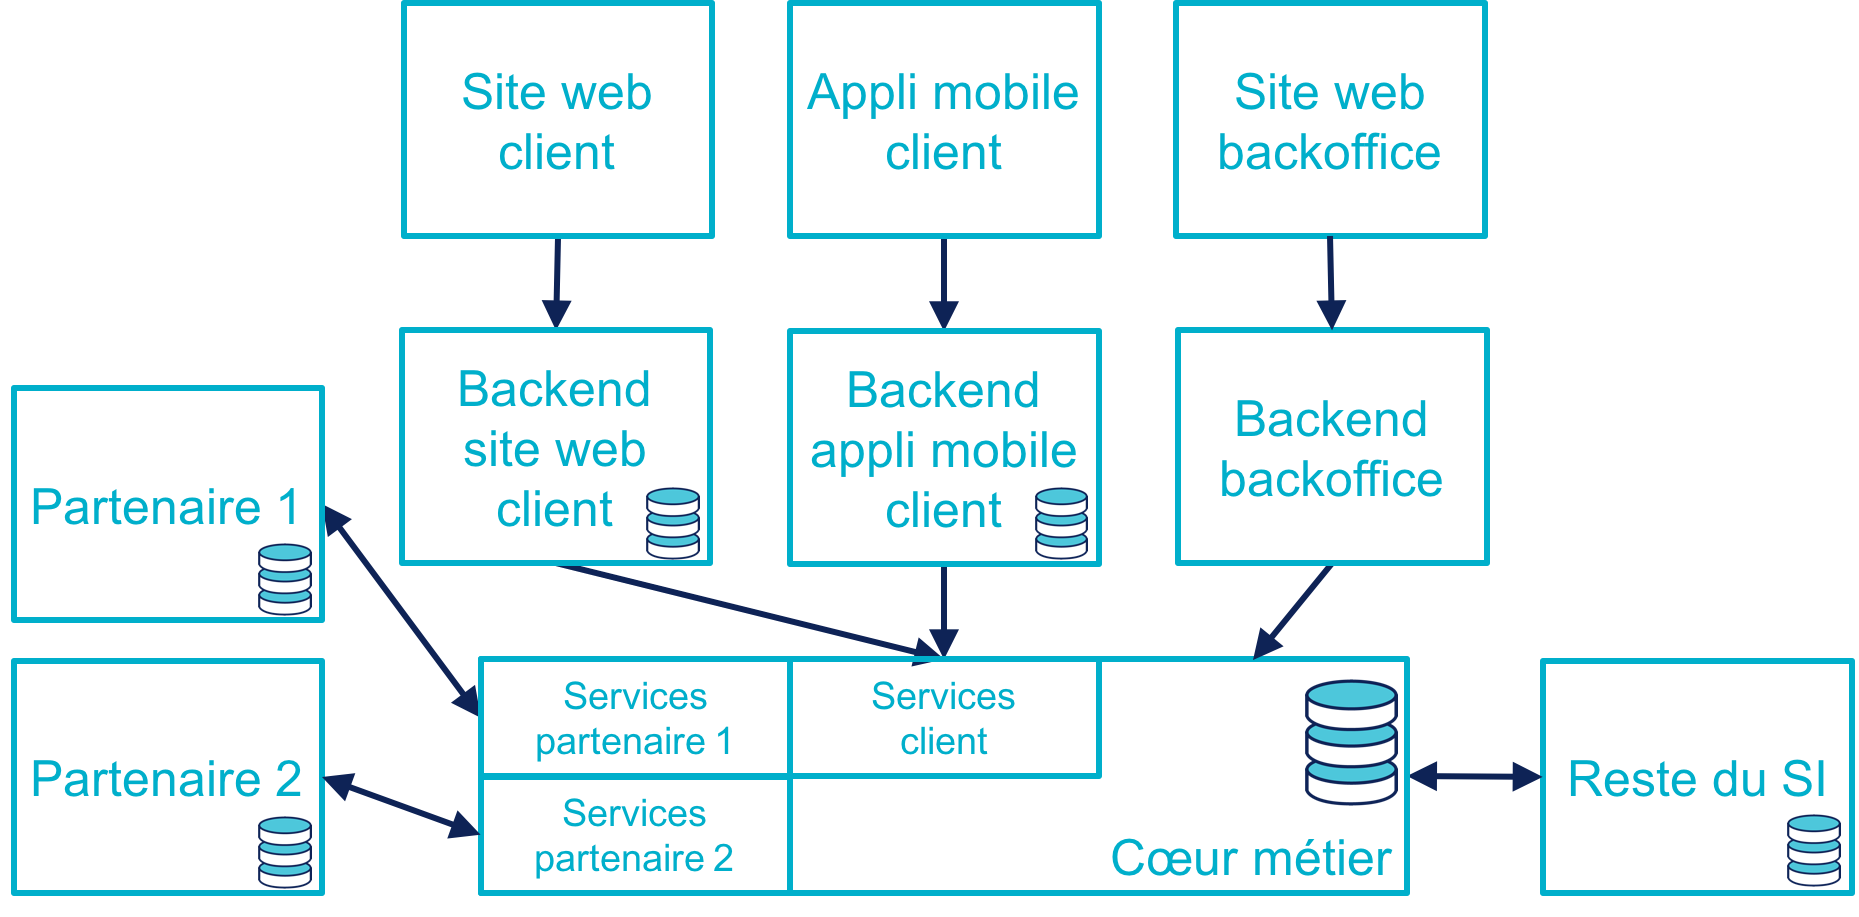 Site web
client
Appli mobile
client
Site web
backoffice
Backend
site web
client
Backend
appli mobile
client
Backend
backoffice
Partenaire 1
Partenaire 2
Services
partenaire 1
Services
client
Services
partenaire 2
Cœur métier
Reste du SI